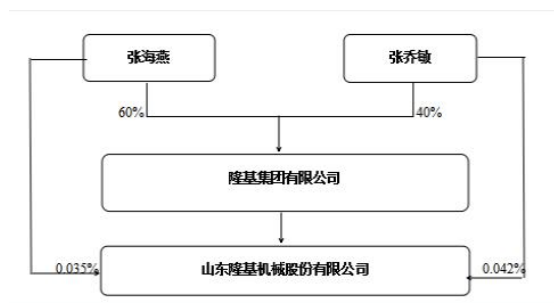 张海燕
张乔敏
60%
40%
隆基集团有限公司
山东隆基机械股份有限公司
0.035%
0.042%